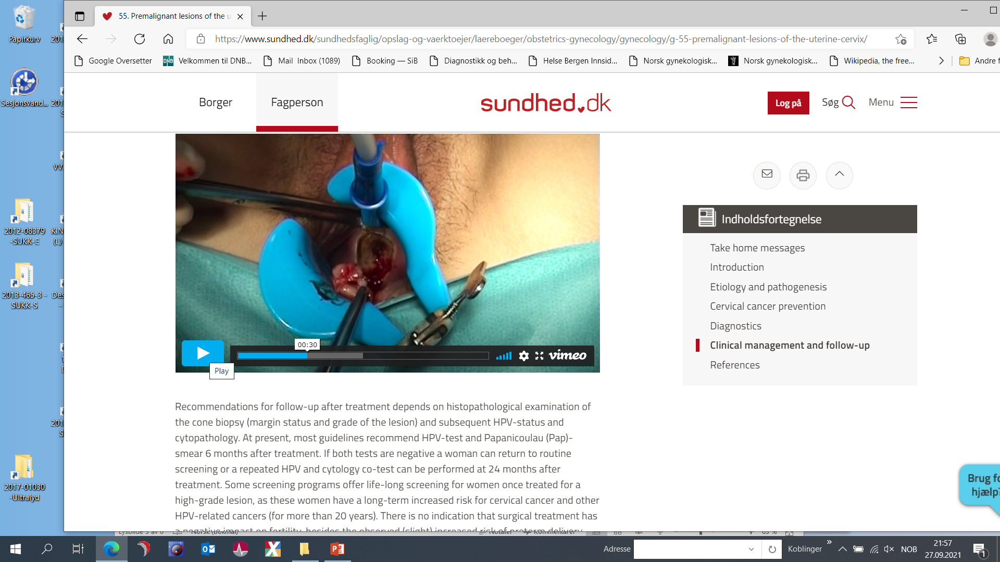 Papirkurv
Sesjonsvand...
2012-08379
-SUKK-E
2013-465-3 -
SUKK-S
2017-01030
-Ultralyd
55. Premalignant lesions of the u
https://www.sundhed.dk/sundhedsfaglig/opslag-og-vaerktoejer/laereboeger/obstetrics-gynecology/gynecology/g-55-premalignant-lesions-of-the-uterine-cervix/
Google Oversetter
DNB
Velkommen til DNB...
Mail Inbox (1089)
Booking — SiB
Diagnostikk og beh...
Helse Bergen Innsid...
Norsk gynekologisk...
Norsk gynekologisk...
Wikipedia, the free...
Andre f
Borger
Fagperson
sundhed.dk
Log på
Søg
Menu
00:30
vimeo
Play
Recommendations for follow-up after treatment depends on histopathological examination of
the cone biopsy (margin status and grade of the lesion) and subsequent HPV-status and
cytopathology. At present, most guidelines recommend HPV-test and Papanicoulau (Pap)-
smear 6 months after treatment. If both tests are negative a woman can return to routine
screening or a repeated HPV and cytology co-test can be performed at 24 months after
treatment. Some screening programs offer life-long screening for women once treated for a
high-grade lesion, as these women have a long-term increased risk for cervical cancer and other
HPV-related cancers (for more than 20 years). There is no indication that surgical treatment has
a negative impact on fertility, besides the observed (slight) increased risk of preterm delivery
Indholdsfortegnelse
Take home messages
Introduction
Etiology and pathogenesis
Cervical cancer prevention
Diagnostics
Clinical management and follow-up
References
Brug fo
hjælp?
Adresse
Koblinger
NOB
21:57
27.09.2021
1